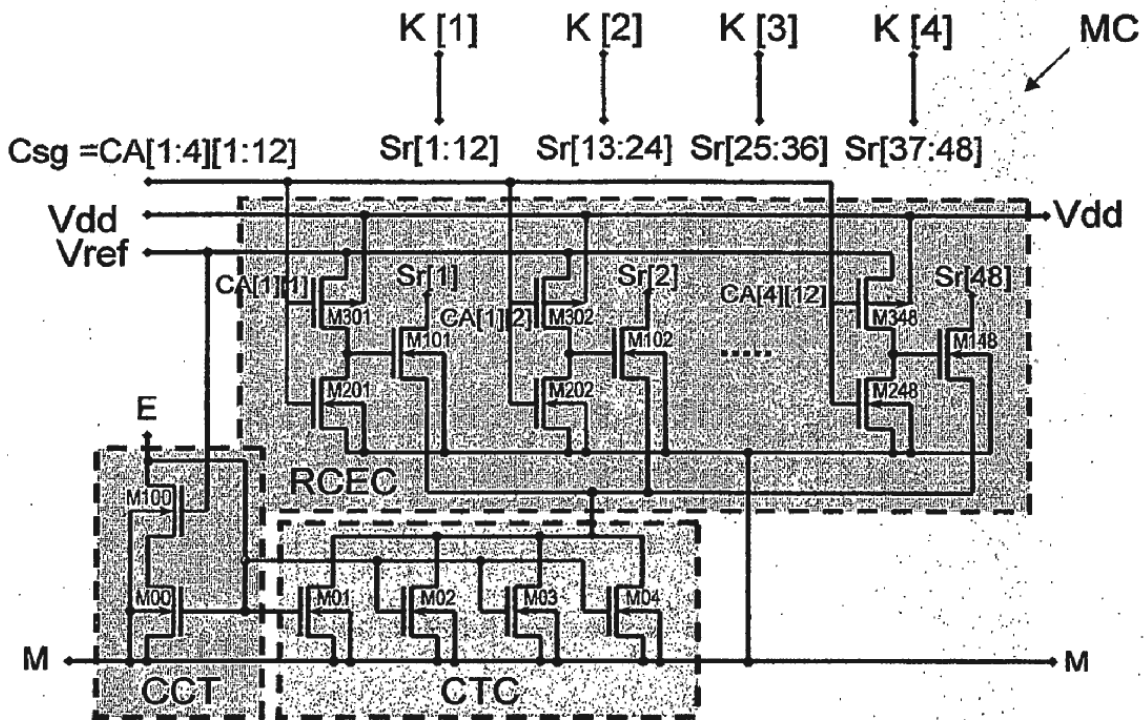 K [1] K [2] K [3] K [4] MC
Csg =CA[1:4][1:12] Sr[1:12] Sr[13:24] Sr[25:36] Sr[37:48]
Vdd Vdd
Vref
CA[1][1] Sr[1] Sr[2] CA[4][12] Sr[48]
M301 CA[1][2] M302 M348
M101 M102 ..... M148
M201 M202 M248
E
RCEC
M100
M00 M01 M02 M03 M04
M M
CCT CTC